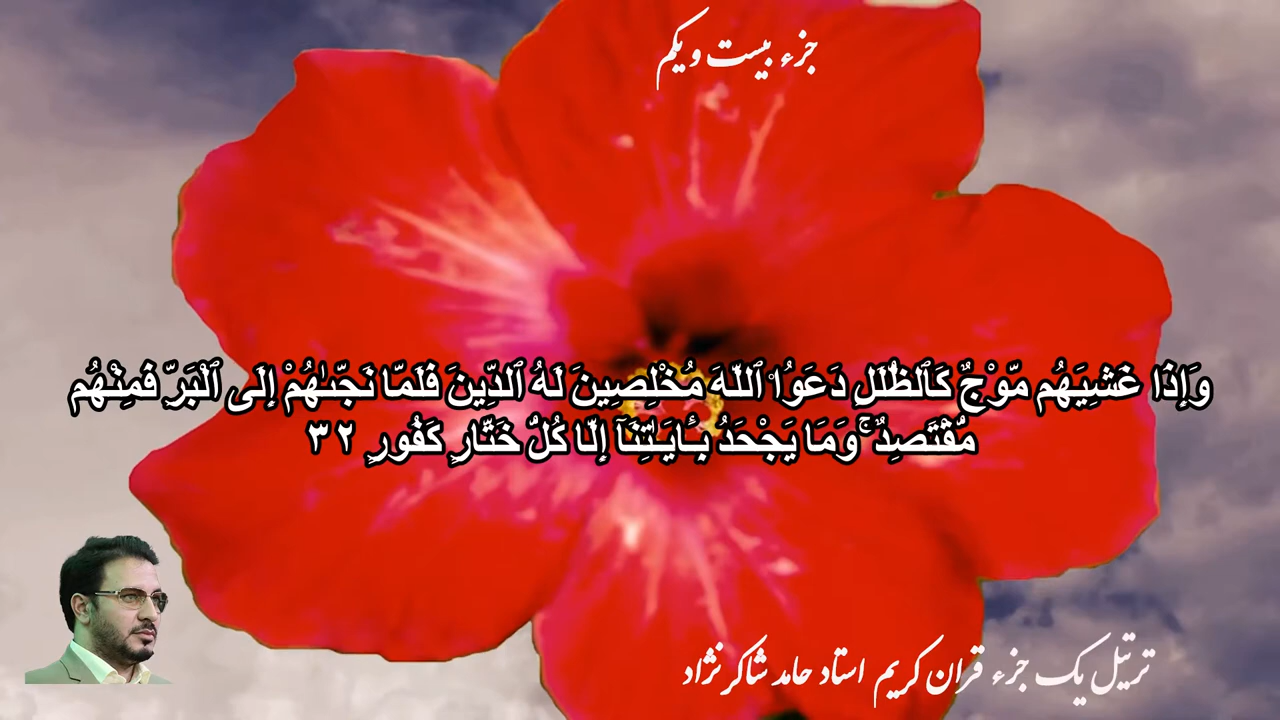 جزء بیست و یکم
وَإِذَا غَشِيَهُم مَّوْجٌ كَٱلظُّلَلِ دَعَوُا۟ ٱللَّهَ مُخْلِصِينَ لَهُ ٱلدِّينَ فَلَمَّا نَجَّىٰهُمْ إِلَى ٱلْبَرِّ فَمِنْهُم
مُّقْتَصِدٌ ۚ وَمَا يَجْحَدُ بِـَٔايَـٰتِنَآ إِلَّا كُلُّ خَتَّارٍ كَفُورٍ ٣٢
ترتیل یک جزء قران کریم استاد حامد شاکرنژاد